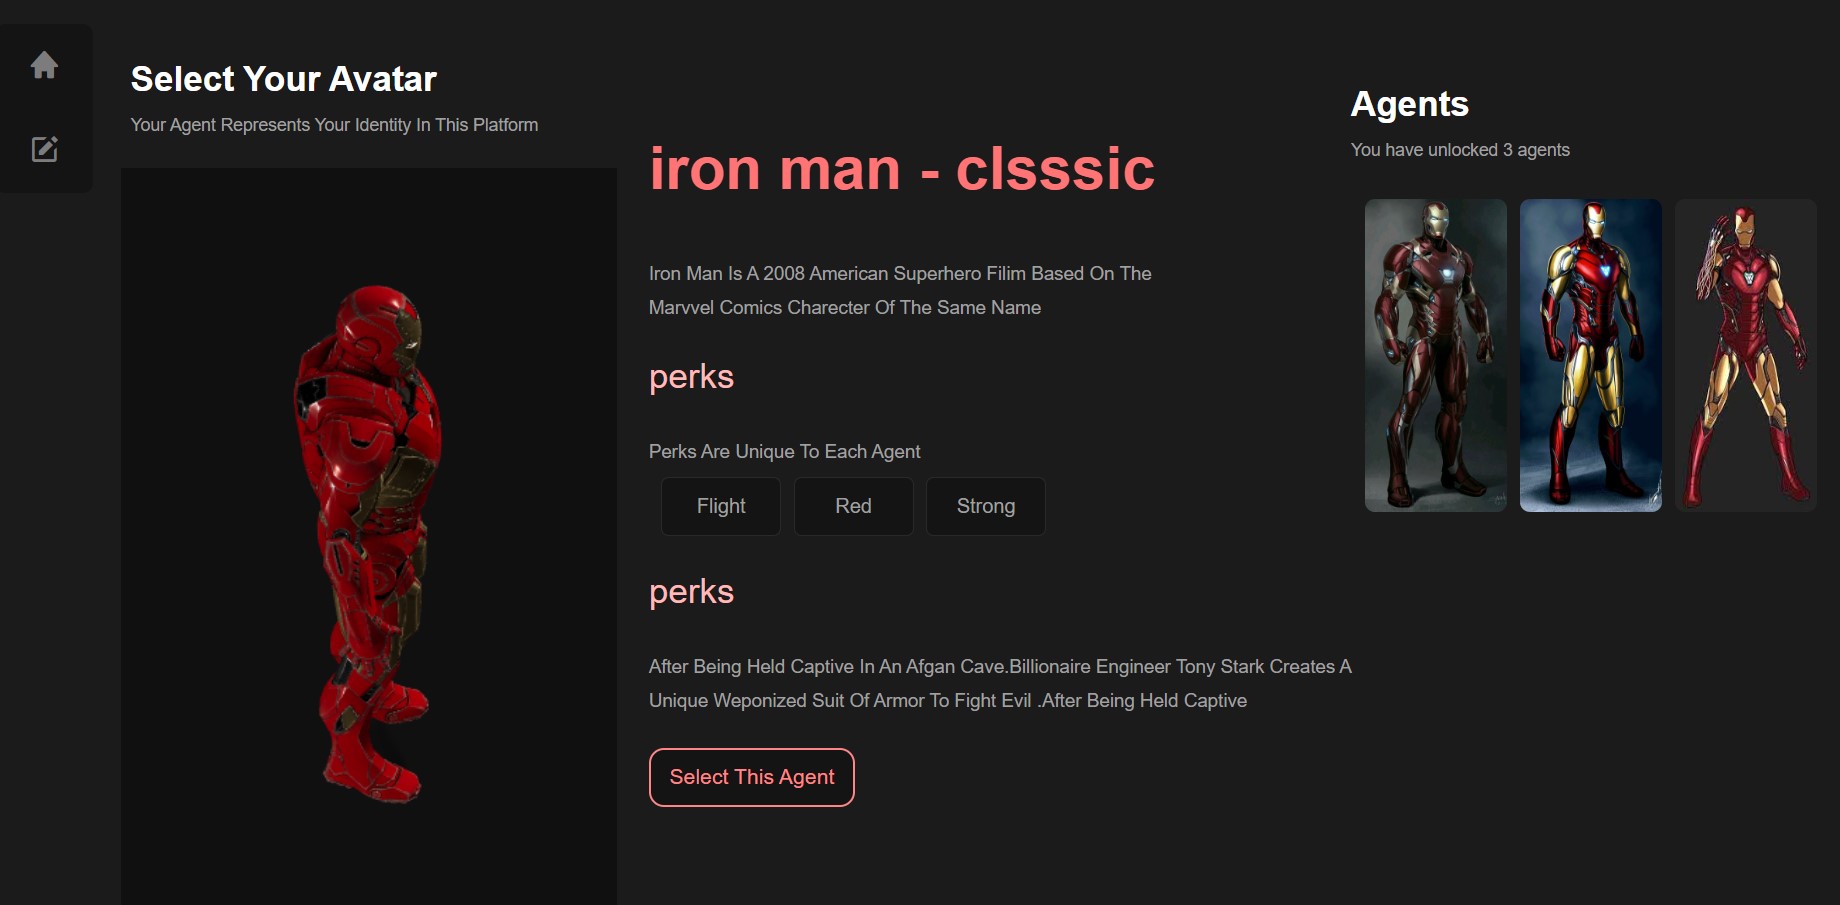 Select Your Avatar
Your Agent Represents Your Identity In This Platform
iron man - clsssic
Iron Man Is A 2008 American Superhero Filim Based On The
Marvvel Comics Charecter Of The Same Name
perks
Perks Are Unique To Each Agent
Flight
Red
Strong
perks
After Being Held Captive In An Afgan Cave.Billionaire Engineer Tony Stark Creates A
Unique Weponized Suit Of Armor To Fight Evil .After Being Held Captive
Select This Agent
Agents
You have unlocked 3 agents